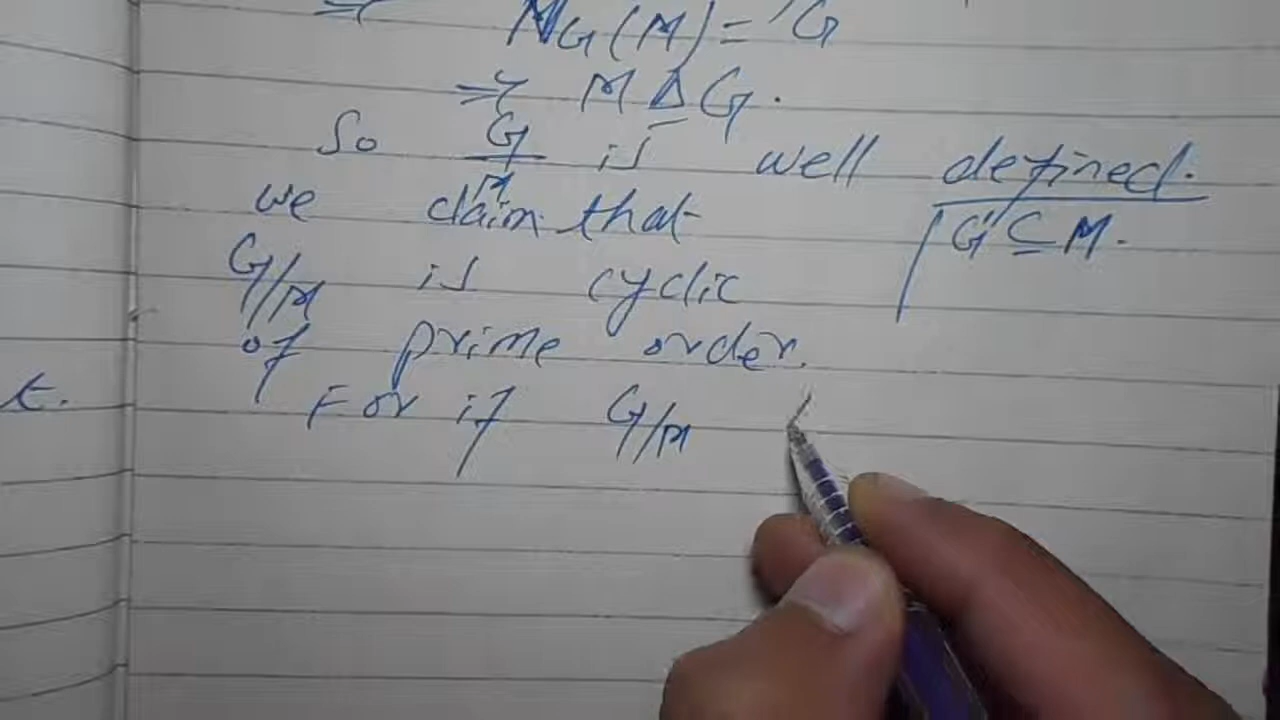 ⇒ N_G(M) = G
⇒ M ⊴ G.
So G/M is well defined.
we claim that
G' ⊆ M.
G/M is cyclic
of prime order.
t.
For if G/M